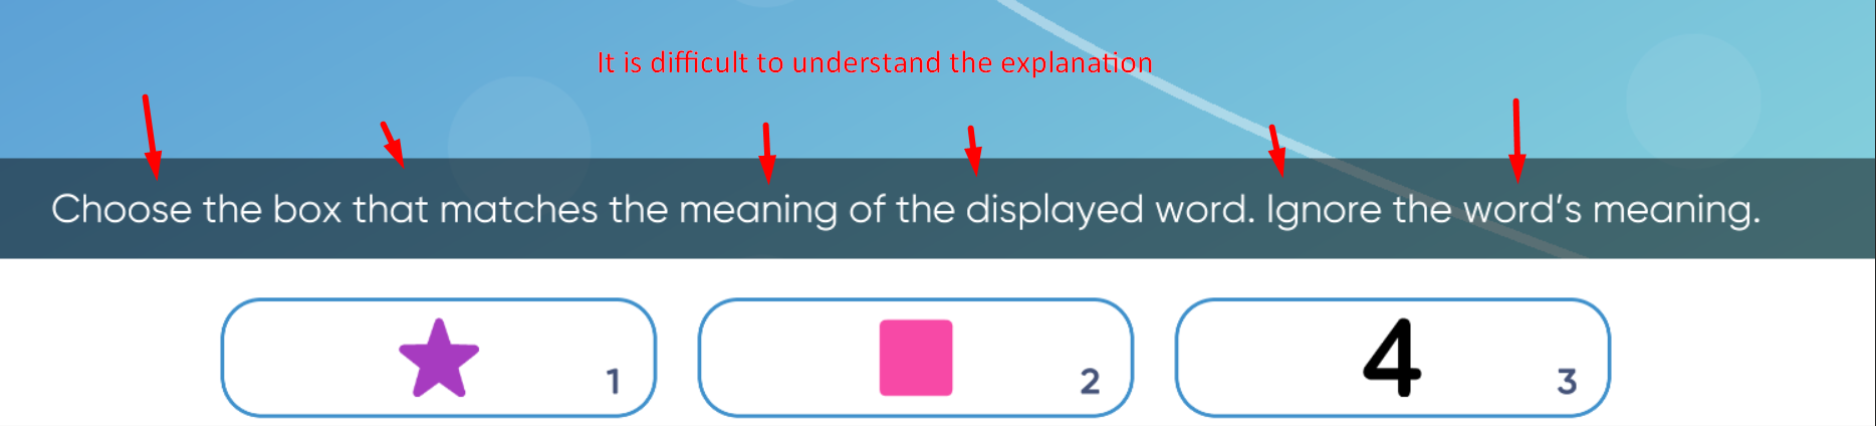 It is difficult to understand the explanation
Choose the box that matches the meaning of the displayed word. Ignore the word's meaning.
1
2
4
3